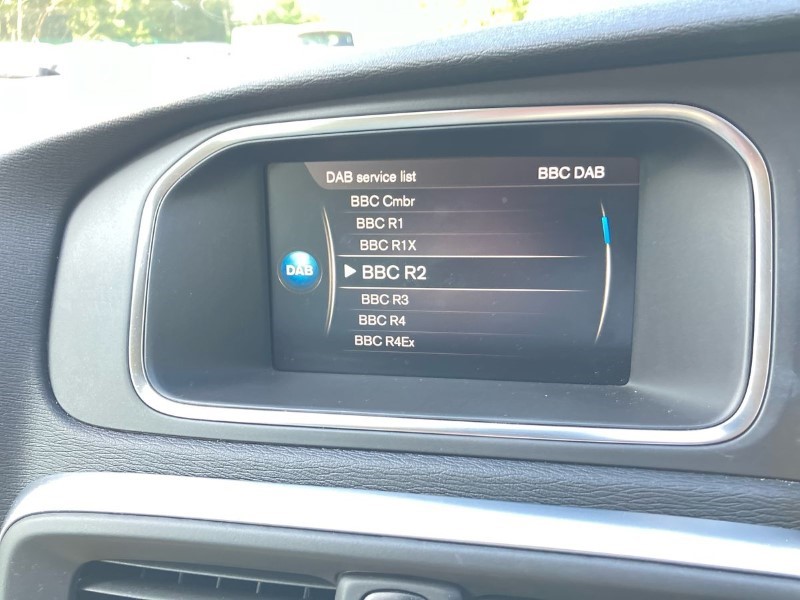 DAB service list BBC DAB
BBC Cmbr
BBC R1
BBC R1X
DAB
BBC R2
BBC R3
BBC R4
BBC R4Ex